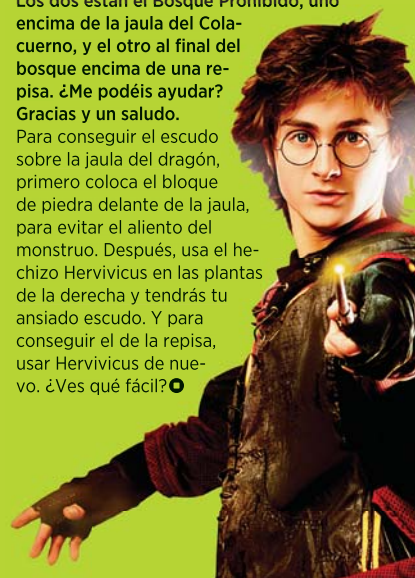 Los dos están el Bosque Prohibido, uno
encima de la jaula del Cola-
cuerno, y el otro al final del
bosque encima de una re-
pisa. ¿Me podéis ayudar?
Gracias y un saludo.
Para conseguir el escudo
sobre la jaula del dragón,
primero coloca el bloque
de piedra delante de la jaula,
para evitar el aliento del
monstruo. Después, usa el he-
chizo Hervivicus en las plantas
de la derecha y tendrás tu
ansiado escudo. Y para
conseguir el de la repisa,
usar Hervivicus de nue-
vo. ¿Ves qué fácil?